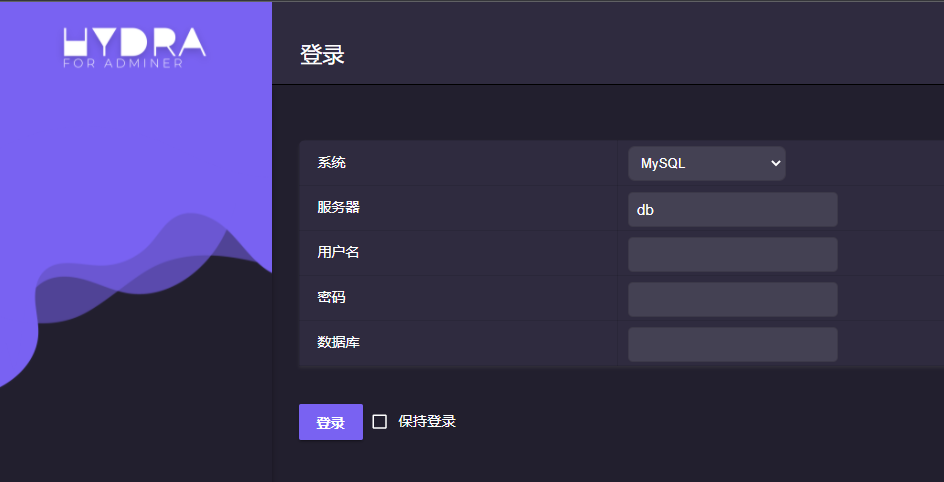 HYDRA
FOR ADMINER
登录
系统
MySQL
服务器
db
用户名
密码
数据库
登录
保持登录